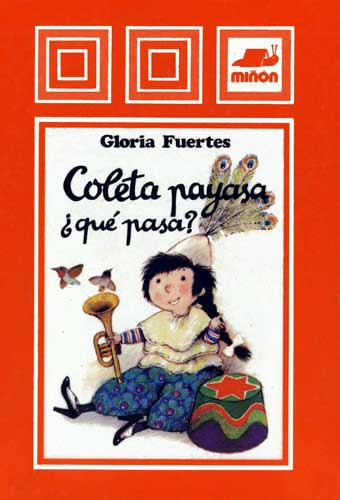 miñón
Gloria Fuertes
Coleta payasa
¿qué pasa?